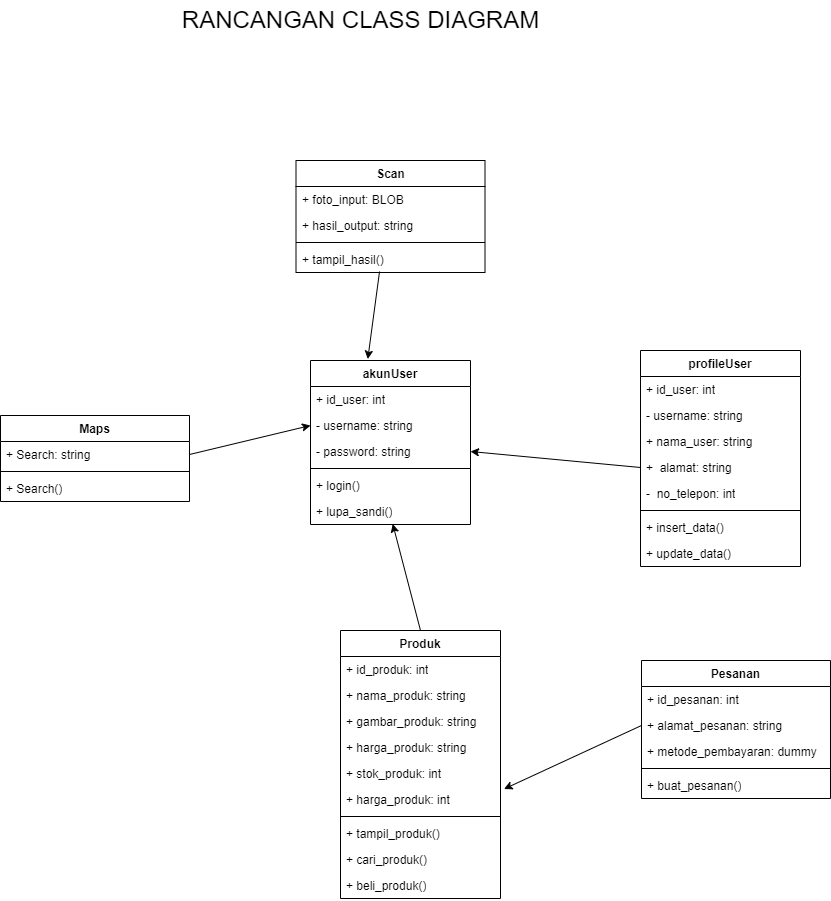 RANCANGAN CLASS DIAGRAM
Scan
+ foto_input: BLOB
+ hasil_output: string
+ tampil_hasil()
akunUser
+ id_user: int
- username: string
- password: string
+ login()
+ lupa_sandi()
profileUser
+ id_user: int
- username: string
+ nama_user: string
+ alamat: string
- no_telepon: int
+ insert_data()
+ update_data()
Maps
+ Search: string
+ Search()
Produk
+ id_produk: int
+ nama_produk: string
+ gambar_produk: string
+ harga_produk: string
+ stok_produk: int
+ harga_produk: int
+ tampil_produk()
+ cari_produk()
+ beli_produk()
Pesanan
+ id_pesanan: int
+ alamat_pesanan: string
+ metode_pembayaran: dummy
+ buat_pesanan()